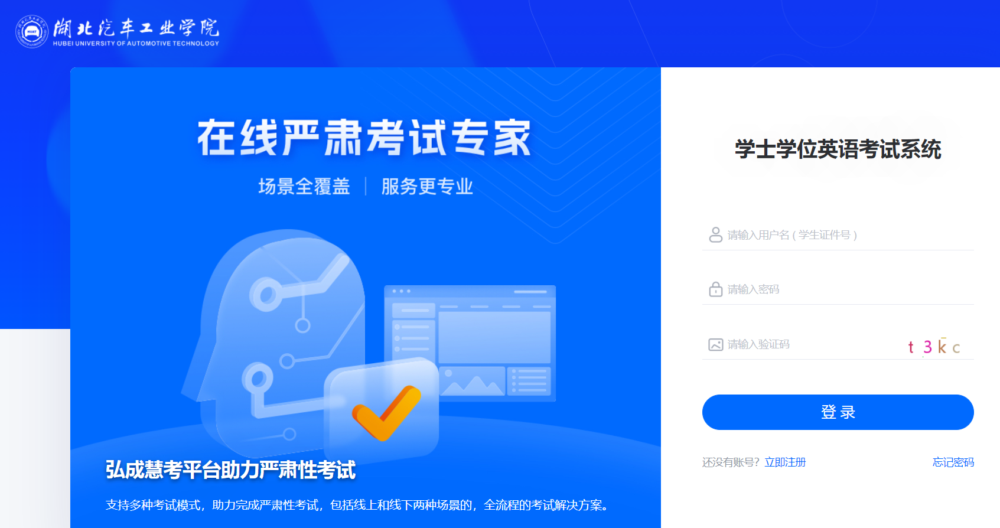 湖北汽车工业学院
HUBEI UNIVERSITY OF AUTOMOTIVE TECHNOLOGY
HUAT
在线严肃考试专家
场景全覆盖 | 服务更专业
弘成慧考平台助力严肃性考试
支持多种考试模式，助力完成严肃性考试，包括线上和线下两种场景的，全流程的考试解决方案。
学士学位英语考试系统
请输入用户名（学生证件号）
请输入密码
请输入验证码
t 3 k c
登 录
还没有账号？立即注册
忘记密码